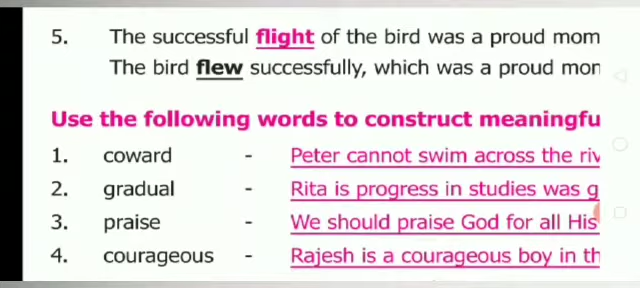 5. The successful flight of the bird was a proud mom
The bird flew successfully, which was a proud mor
Use the following words to construct meaningfu
1. coward - Peter cannot swim across the riv
2. gradual - Rita is progress in studies was g
3. praise - We should praise God for all His
4. courageous - Rajesh is a courageous boy in th